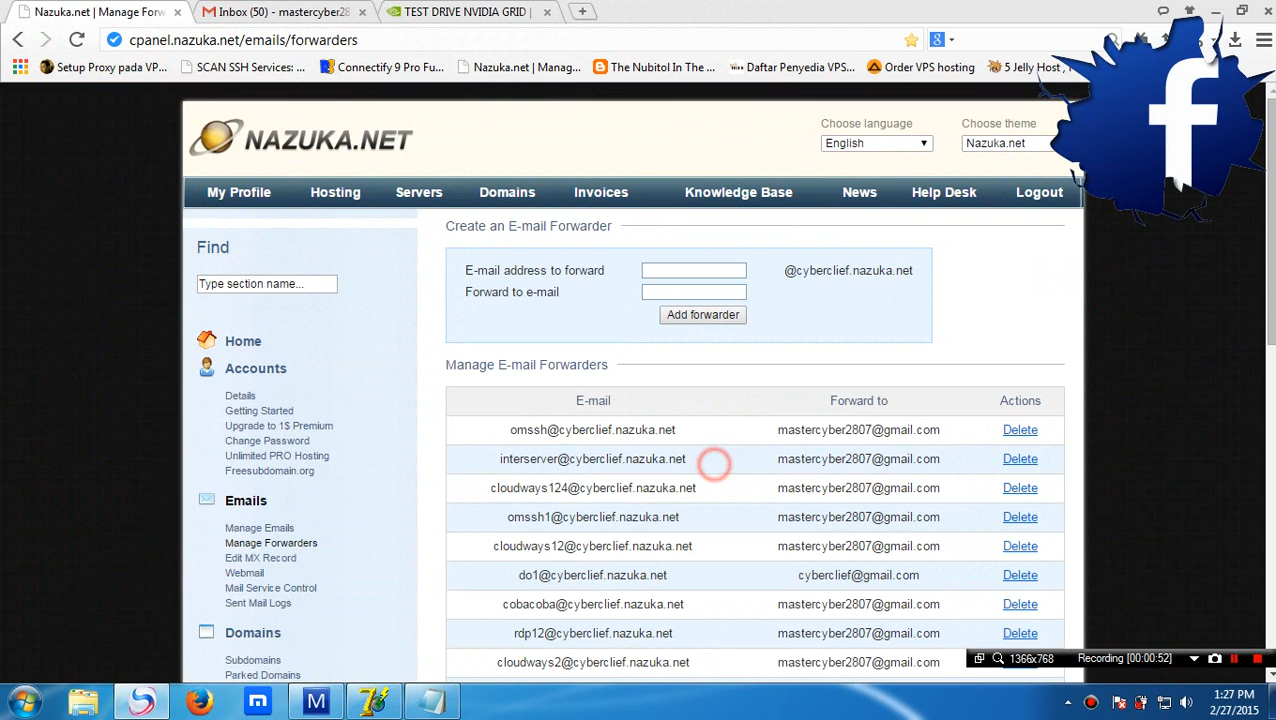 Nazuka.net | Manage Forw
Inbox (50) - mastercyber28
TEST DRIVE NVIDIA GRID |
cpanel.nazuka.net/emails/forwarders
Setup Proxy pada VP...
SCAN SSH Services: ...
Connectify 9 Pro Fu...
Nazuka.net | Manag...
The Nubitol In The ...
Daftar Penyedia VPS...
Order VPS hosting
5 Jelly Host ,
NAZUKA.NET
Choose language
Choose theme
English
Nazuka.net
My Profile
Hosting
Servers
Domains
Invoices
Knowledge Base
News
Help Desk
Logout
Find
Type section name...
Home
Accounts
Details
Getting Started
Upgrade to 1$ Premium
Change Password
Unlimited PRO Hosting
Freesubdomain.org
Emails
Manage Emails
Manage Forwarders
Edit MX Record
Webmail
Mail Service Control
Sent Mail Logs
Domains
Subdomains
Parked Domains
Create an E-mail Forwarder
E-mail address to forward @cyberclief.nazuka.net
Forward to e-mail
Add forwarder
Manage E-mail Forwarders
E-mail Forward to Actions
omssh@cyberclief.nazuka.net mastercyber2807@gmail.com Delete
interserver@cyberclief.nazuka.net mastercyber2807@gmail.com Delete
cloudways124@cyberclief.nazuka.net mastercyber2807@gmail.com Delete
omssh1@cyberclief.nazuka.net mastercyber2807@gmail.com Delete
cloudways12@cyberclief.nazuka.net mastercyber2807@gmail.com Delete
do1@cyberclief.nazuka.net cyberclief@gmail.com Delete
cobacoba@cyberclief.nazuka.net mastercyber2807@gmail.com Delete
rdp12@cyberclief.nazuka.net mastercyber2807@gmail.com Delete
cloudways2@cyberclief.nazuka.net mastercyber2807@gmail.com Delete
1366x768 Recording [00:00:52]
1:27 PM
2/27/2015